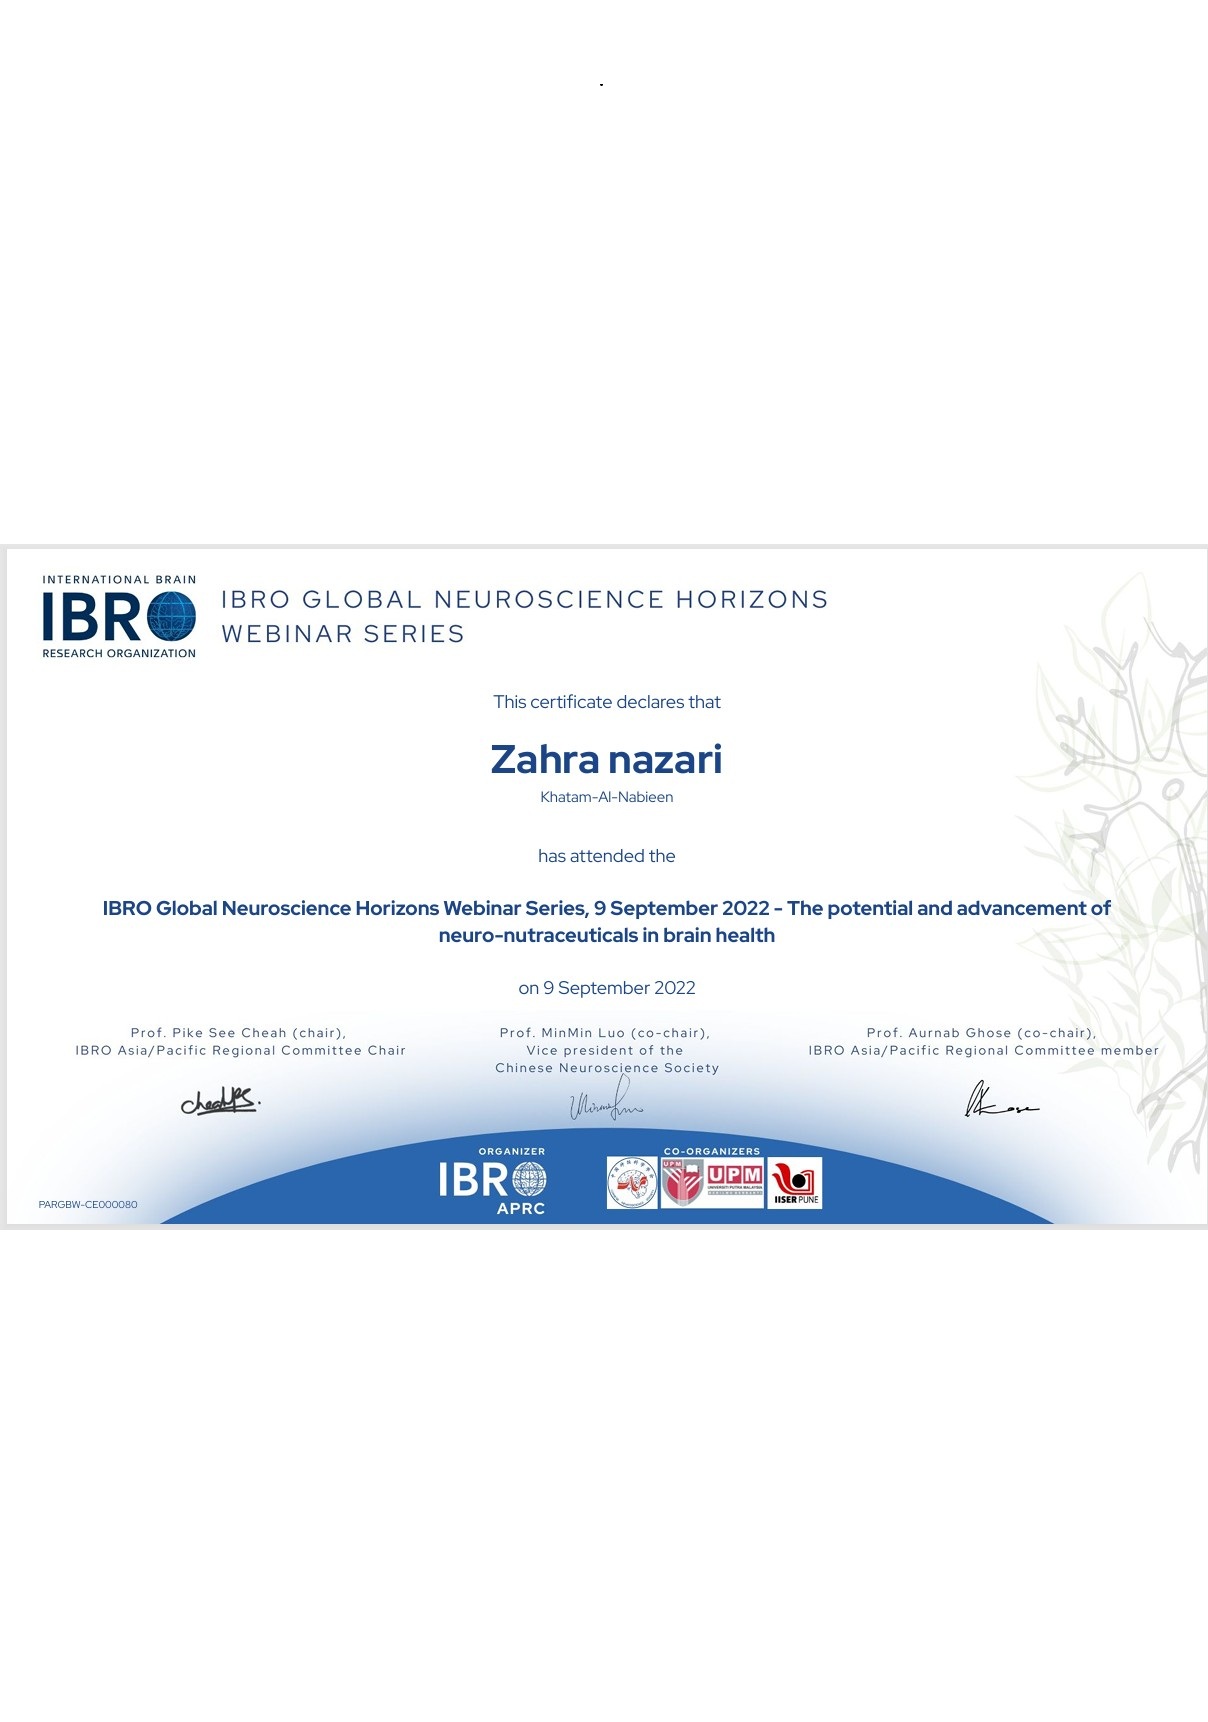 .
INTERNATIONAL BRAIN
IBRO
RESEARCH ORGANIZATION
IBRO GLOBAL NEUROSCIENCE HORIZONS
WEBINAR SERIES
This certificate declares that
Zahra nazari
Khatam-Al-Nabieen
has attended the
IBRO Global Neuroscience Horizons Webinar Series, 9 September 2022 - The potential and advancement of
neuro-nutraceuticals in brain health
on 9 September 2022
Prof. Pike See Cheah (chair),
IBRO Asia/Pacific Regional Committee Chair
Prof. MinMin Luo (co-chair),
Vice president of the
Chinese Neuroscience Society
Prof. Aurnab Ghose (co-chair),
IBRO Asia/Pacific Regional Committee member
ORGANIZER
IBRO
APRC
CO-ORGANIZERS
UPM
UPM
UNIVERSITI PUTRA MALAYSIA
IISER PUNE
PARGBW-CE000080